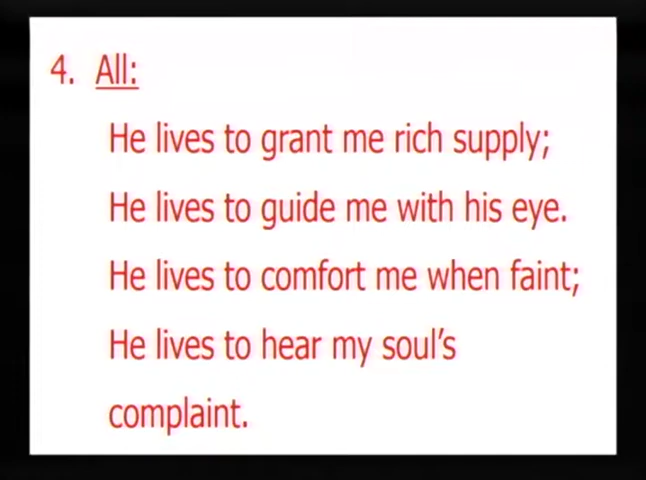 4. All:
He lives to grant me rich supply;
He lives to guide me with his eye.
He lives to comfort me when faint;
He lives to hear my soul's
complaint.